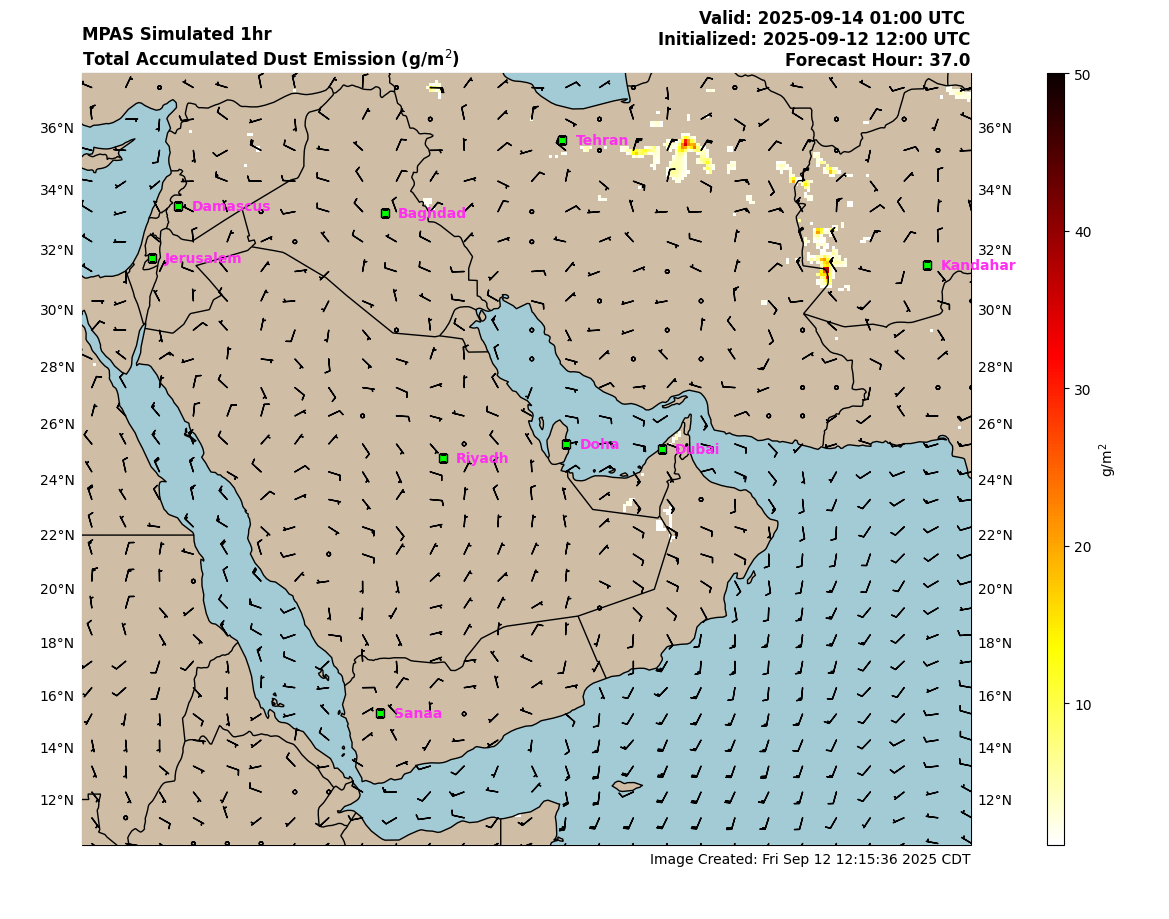 MPAS Simulated 1hr
Total Accumulated Dust Emission (g/m²)
Valid: 2025-09-14 01:00 UTC
Initialized: 2025-09-12 12:00 UTC
Forecast Hour: 37.0
36°N
34°N
32°N
30°N
28°N
26°N
24°N
22°N
20°N
18°N
16°N
14°N
12°N
Tehran
Damascus
Baghdad
Jerusalem
Kandahar
Doha
Dubai
Riyadh
Sanaa
36°N
34°N
32°N
30°N
28°N
26°N
24°N
22°N
20°N
18°N
16°N
14°N
12°N
50
40
30
20
10
g/m²
Image Created: Fri Sep 12 12:15:36 2025 CDT